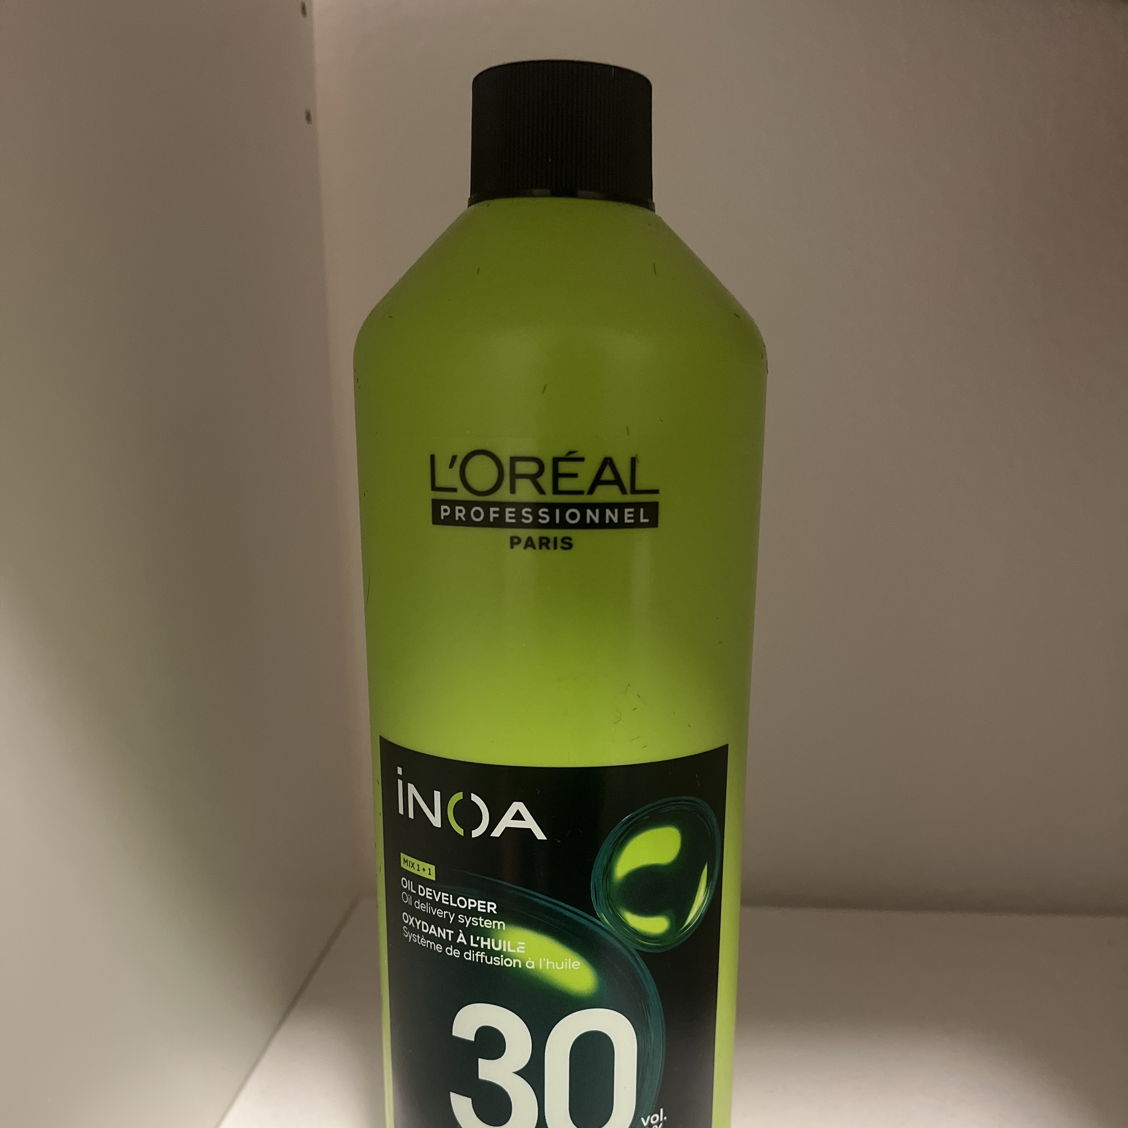 L'ORÉAL
PROFESSIONNEL
PARIS
iNOA
MIX 1+1
OIL DEVELOPER
Oil delivery system
OXYDANT À L'HUILE
Système de diffusion à l'huile
30
vol.